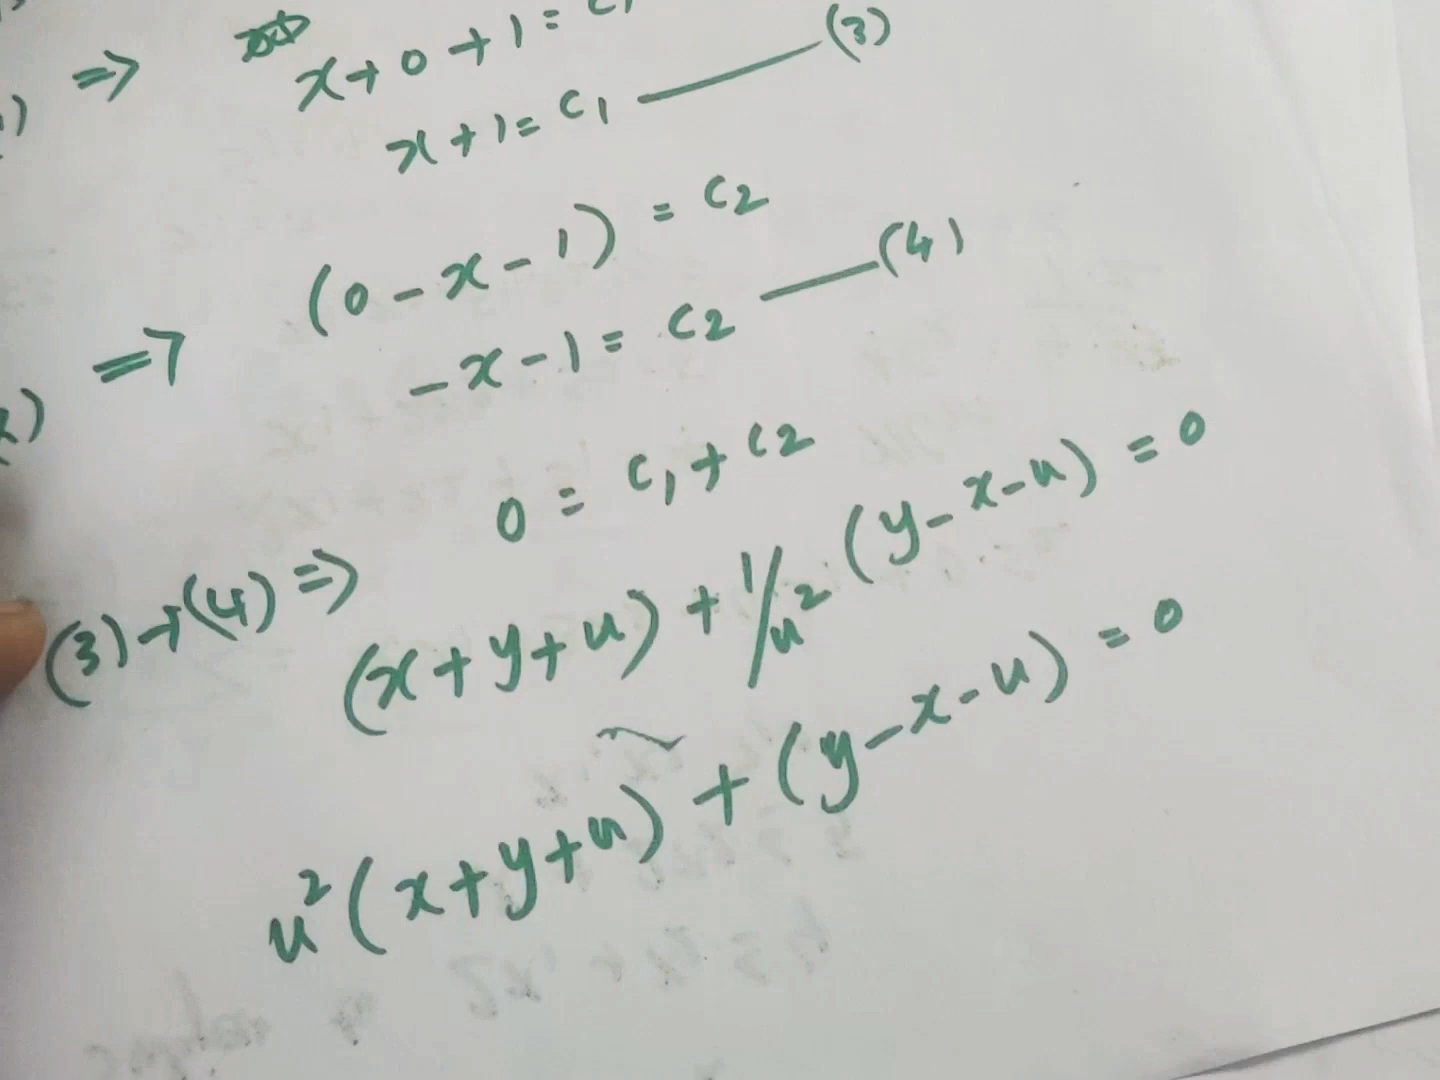 => x+0+1 = C1
x+1 = C1 ——— (3)
(0-x-1) = C2
=> -x-1 = C2 ——— (4)
0 = C1+C2
(3)+(4) => (x+y+u) + 1/u² (y-x-u) = 0
u²(x+y+u) + (y-x-u) = 0